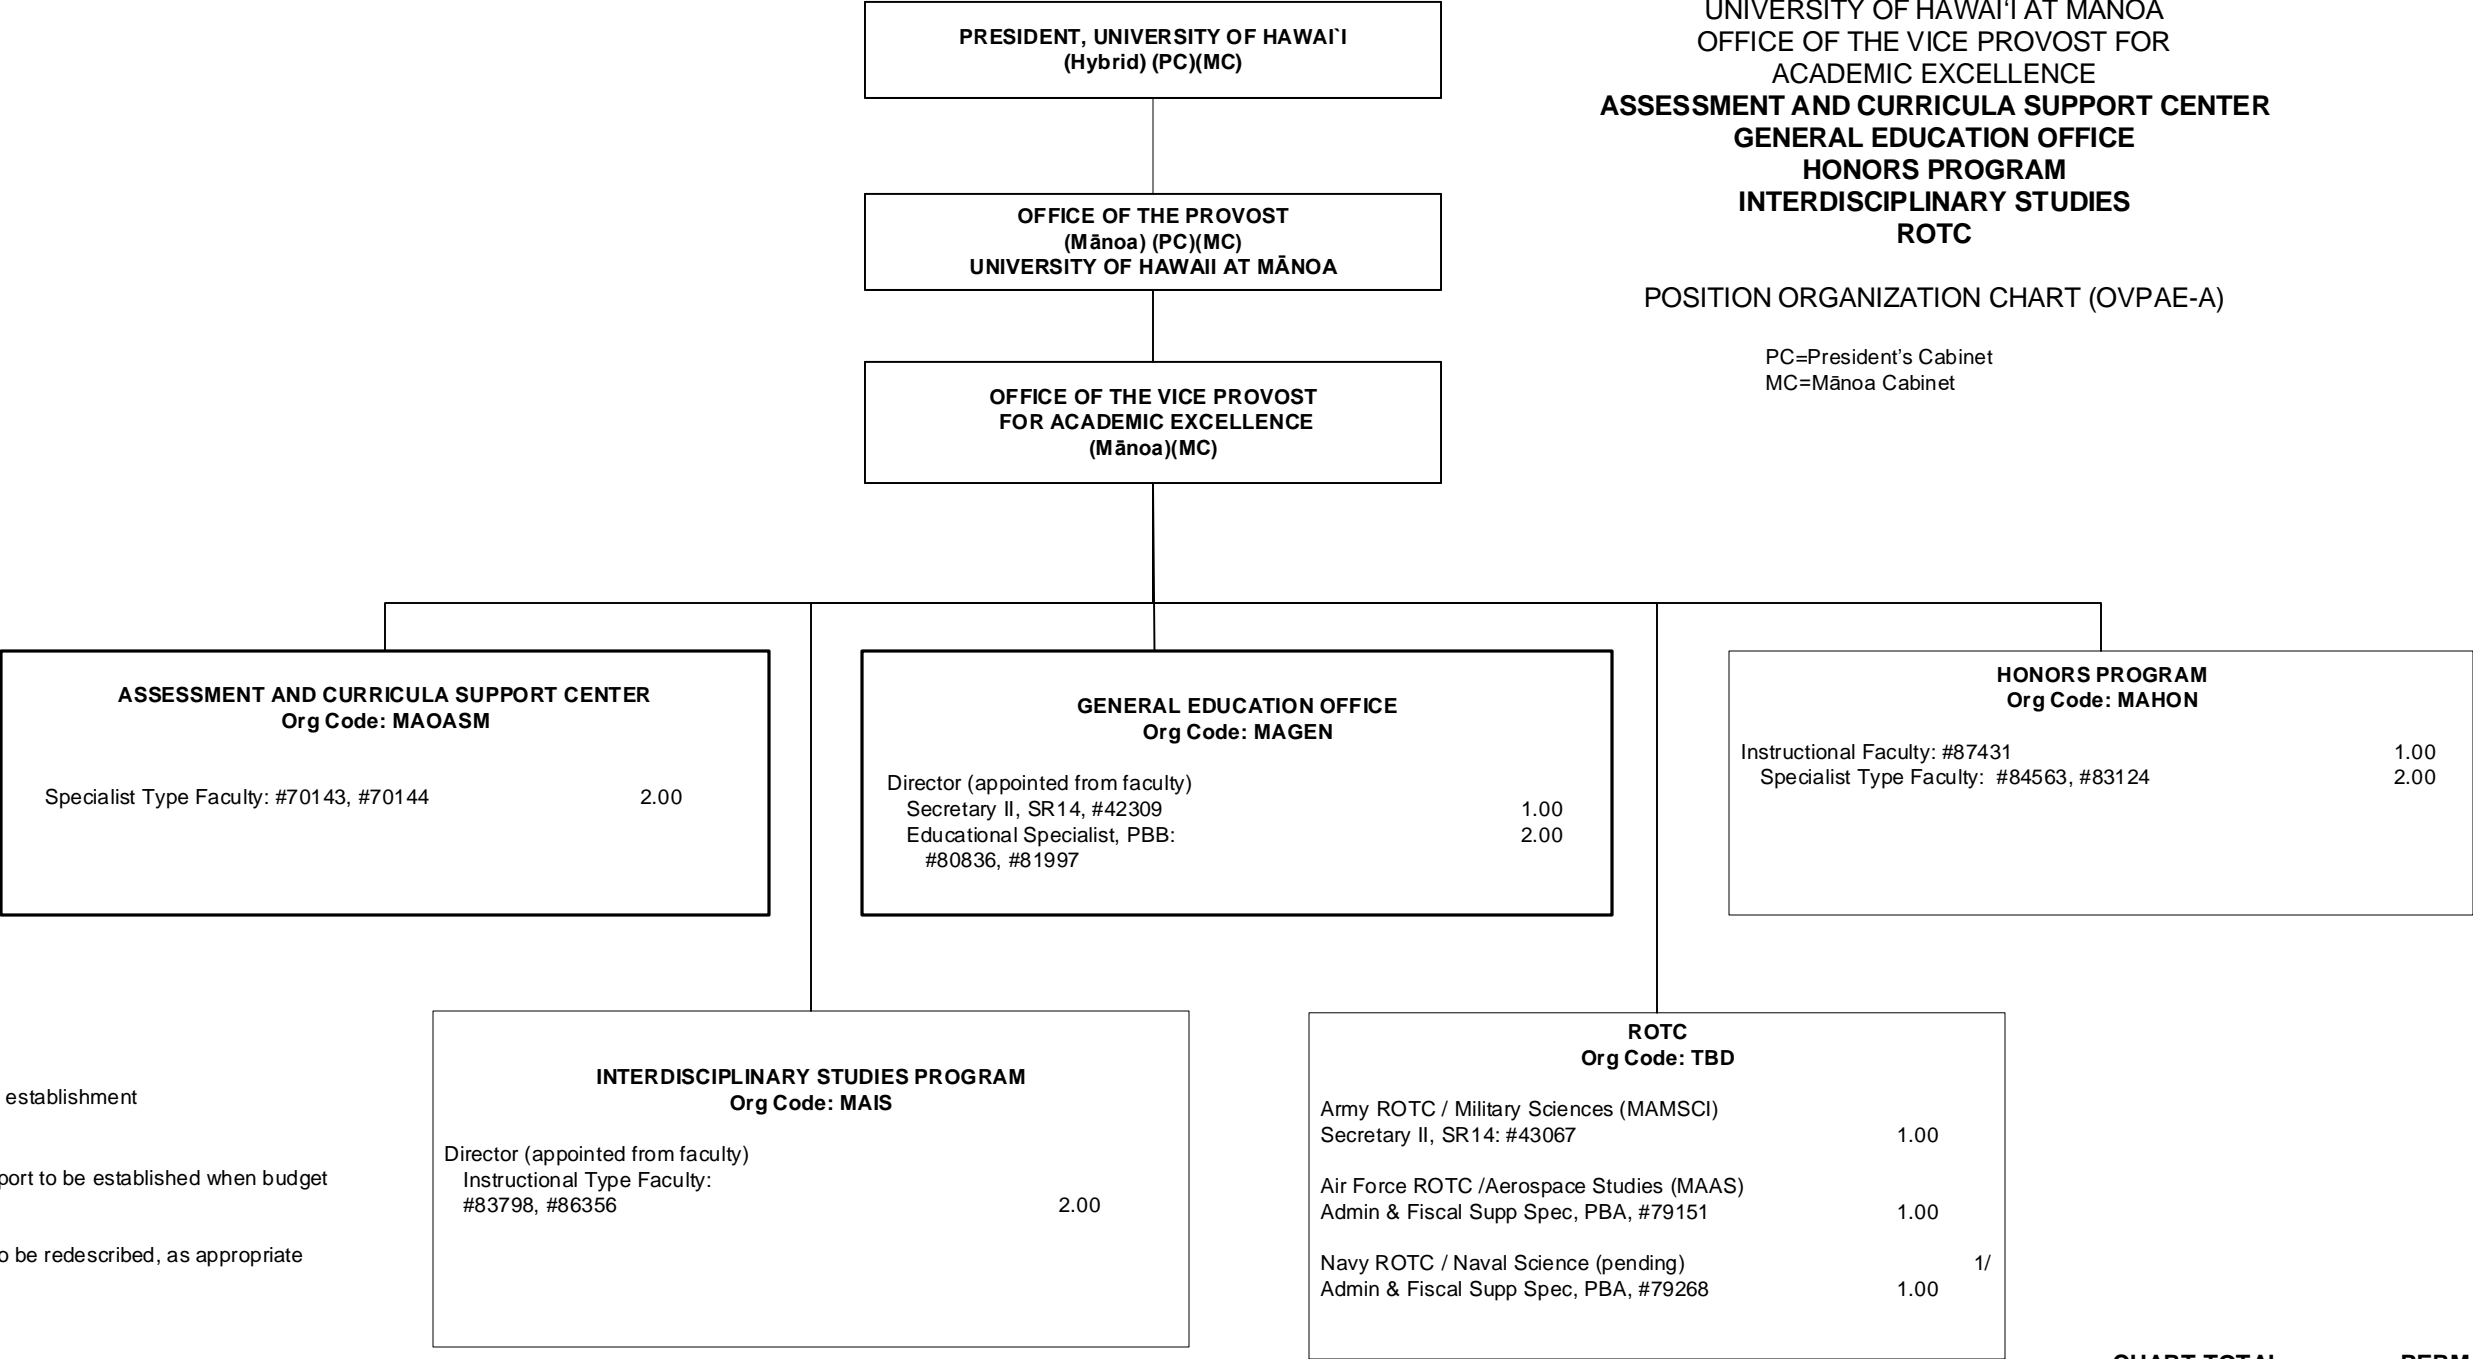 PRESIDENT, UNIVERSITY OF HAWAI`I
(Hybrid) (PC)(MC)
OFFICE OF THE PROVOST
(Mānoa) (PC)(MC)
UNIVERSITY OF HAWAII AT MĀNOA
OFFICE OF THE VICE PROVOST
FOR ACADEMIC EXCELLENCE
(Mānoa)(MC)
UNIVERSITY OF HAWAI‘I AT MĀNOA
OFFICE OF THE VICE PROVOST FOR
ACADEMIC EXCELLENCE
ASSESSMENT AND CURRICULA SUPPORT CENTER
GENERAL EDUCATION OFFICE
HONORS PROGRAM
INTERDISCIPLINARY STUDIES
ROTC
POSITION ORGANIZATION CHART (OVPAE-A)
PC=President’s Cabinet
MC=Mānoa Cabinet
ASSESSMENT AND CURRICULA SUPPORT CENTER
Org Code: MAOASM
Specialist Type Faculty: #70143, #70144 2.00
GENERAL EDUCATION OFFICE
Org Code: MAGEN
Director (appointed from faculty)
Secretary II, SR14, #42309 1.00
Educational Specialist, PBB: 2.00
#80836, #81997
HONORS PROGRAM
Org Code: MAHON
Instructional Faculty: #87431 1.00
Specialist Type Faculty: #84563, #83124 2.00
establishment
to be established when budget
be redescribed, as appropriate
INTERDISCIPLINARY STUDIES PROGRAM
Org Code: MAIS
Director (appointed from faculty)
Instructional Type Faculty:
#83798, #86356 2.00
ROTC
Org Code: TBD
Army ROTC / Military Sciences (MAMSCI)
Secretary II, SR14: #43067 1.00
Air Force ROTC /Aerospace Studies (MAAS)
Admin & Fiscal Supp Spec, PBA, #79151 1.00
Navy ROTC / Naval Science (pending) 1/
Admin & Fiscal Supp Spec, PBA, #79268 1.00
CHART TOTAL PERM